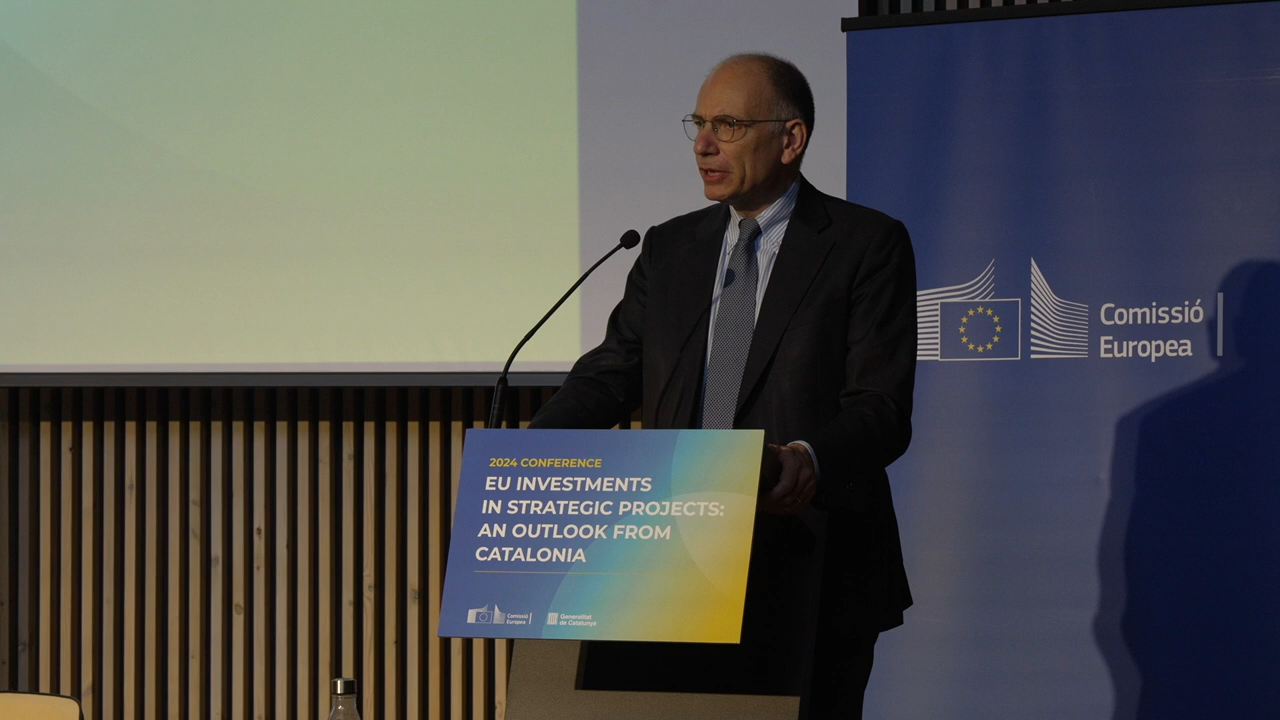 Comissió
Europea
2024 CONFERENCE
EU INVESTMENTS
IN STRATEGIC PROJECTS:
AN OUTLOOK FROM
CATALONIA
Comissió
Europea
Generalitat
de Catalunya